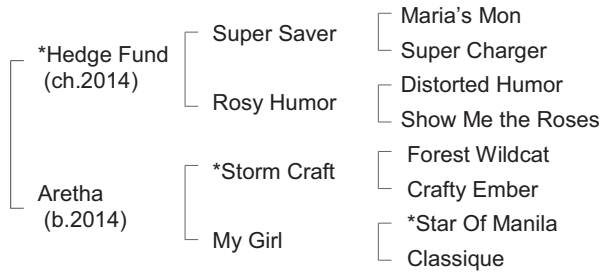 Maria's Mon
Super Saver
Super Charger
*Hedge Fund
(ch.2014)
Distorted Humor
Rosy Humor
Show Me the Roses
Forest Wildcat
*Storm Craft
Crafty Ember
Aretha
(b.2014)
*Star Of Manila
My Girl
Classique